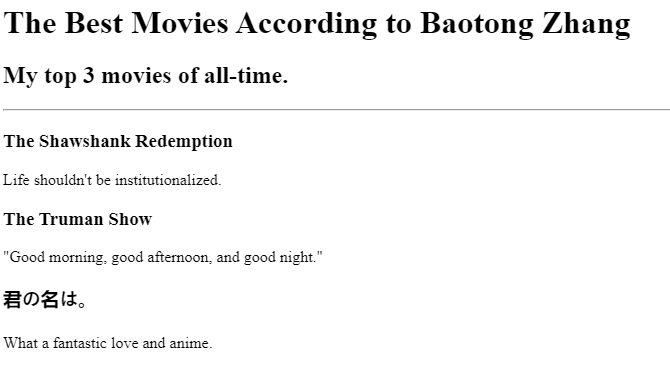 The Best Movies According to Baotong Zhang
My top 3 movies of all-time.
The Shawshank Redemption
Life shouldn't be institutionalized.
The Truman Show
"Good morning, good afternoon, and good night."
君の名は。
What a fantastic love and anime.